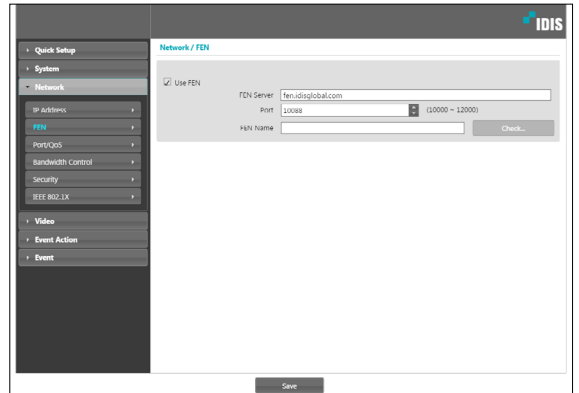 IDIS
Quick Setup
System
Network
IP Address
FEN
Port/QoS
Bandwidth Control
Security
IEEE 802.1X
Video
Event Action
Event
Network / FEN
Use FEN
FEN Server fen.idisglobal.com
Port 10088 (10000 ~ 12000)
FEN Name Check...
Save